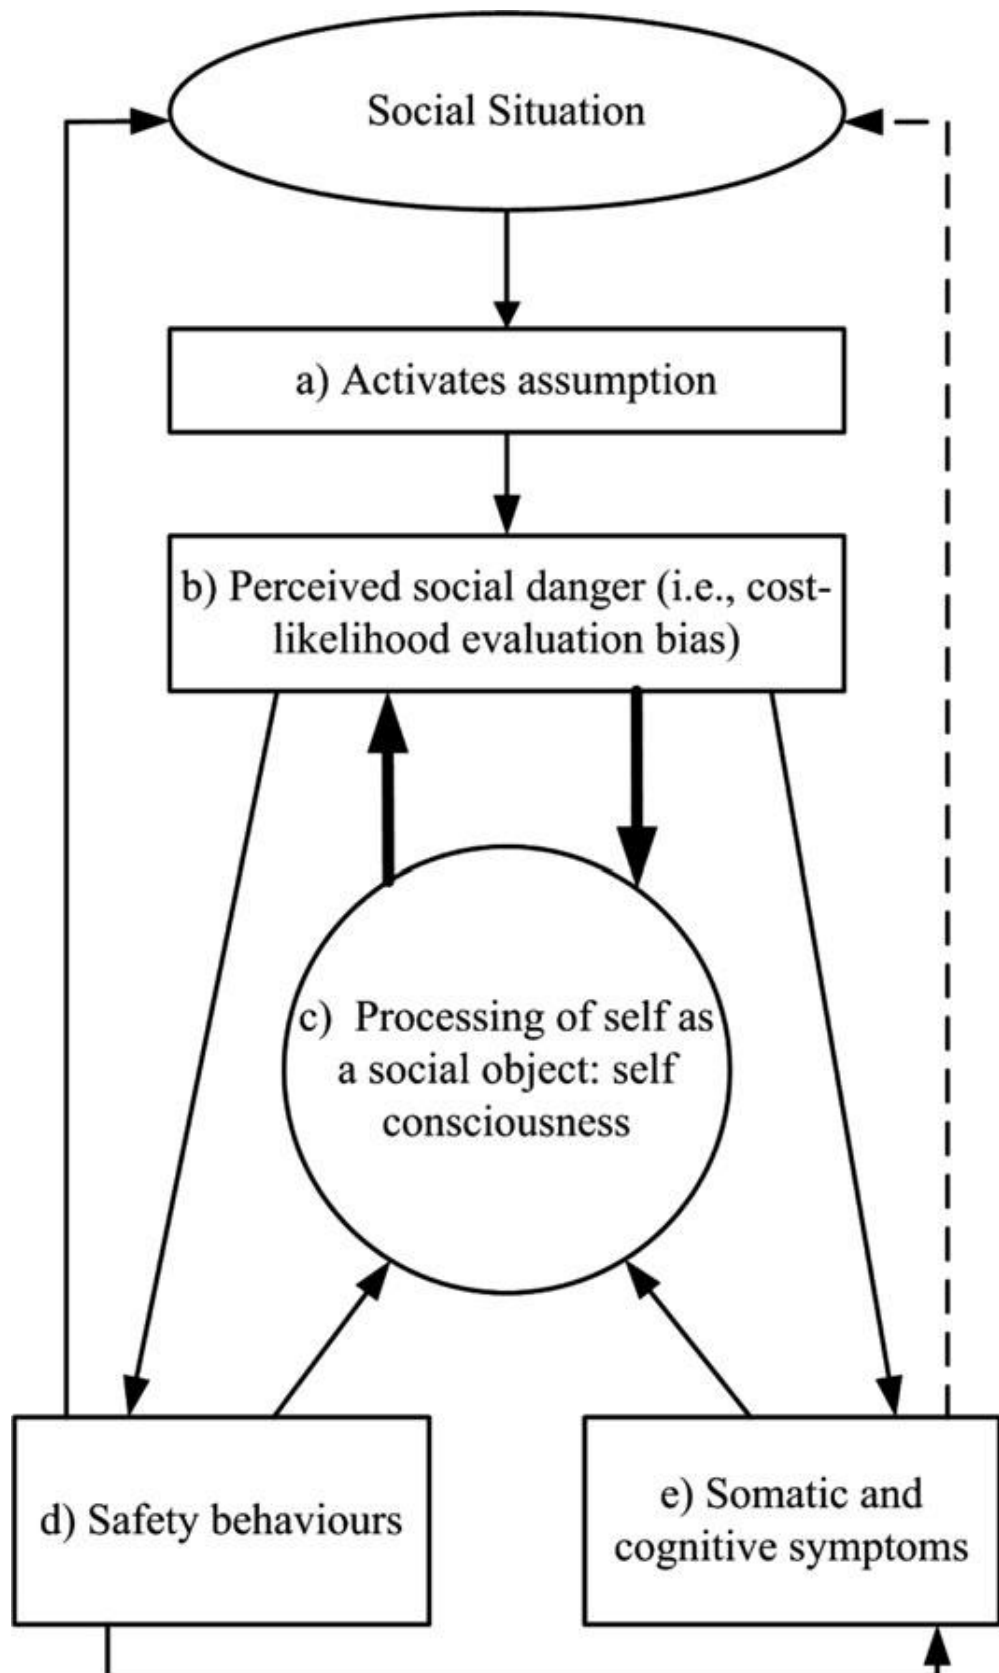 Social Situation
a) Activates assumption
b) Perceived social danger (i.e., cost-
likelihood evaluation bias)
c) Processing of self as
a social object: self
consciousness
d) Safety behaviours
e) Somatic and
cognitive symptoms